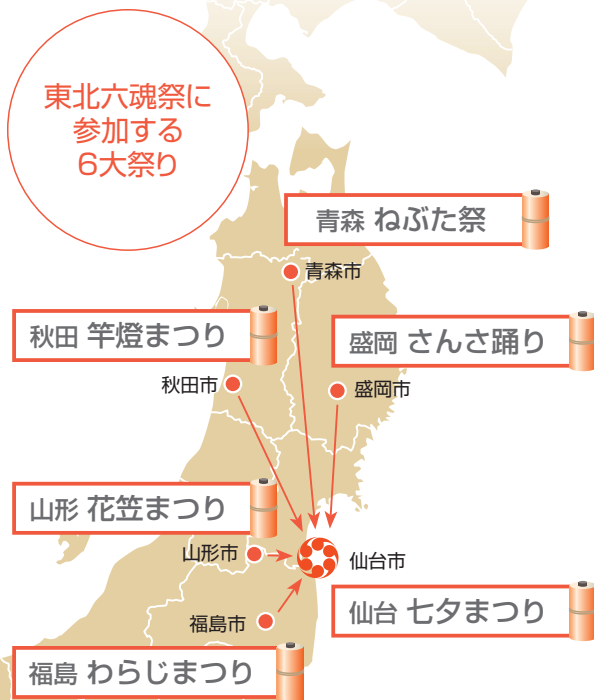 東北六魂祭に
参加する
6大祭り
青森 ねぶた祭
青森市
秋田 竿燈まつり
盛岡 さんさ踊り
秋田市
盛岡市
山形 花笠まつり
山形市
仙台市
仙台 七夕まつり
福島市
福島 わらじまつり